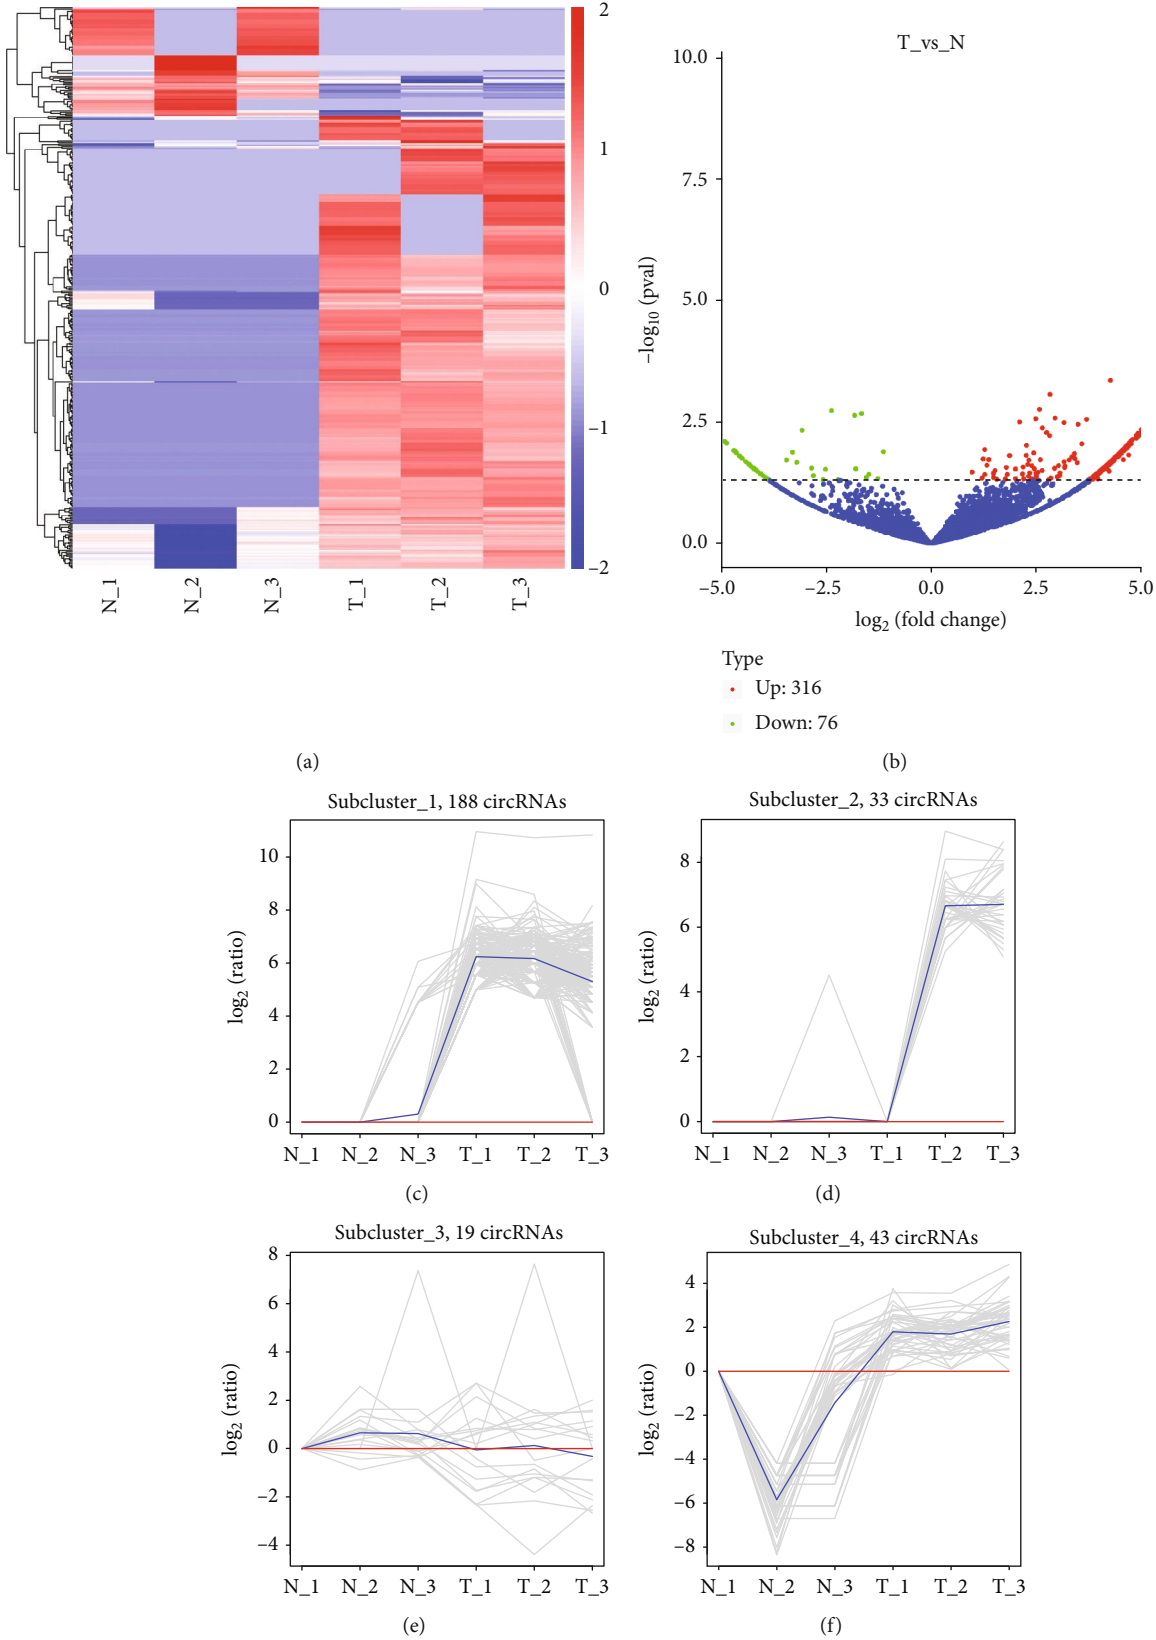 2
1
0
−1
−2
N_1
N_2
N_3
T_1
T_2
T_3
(a)
T_vs_N
10.0
7.5
5.0
2.5
0.0
−log10 (pval)
−5.0
−2.5
0.0
2.5
5.0
log2 (fold change)
Type
Up: 316
Down: 76
(b)
Subcluster_1, 188 circRNAs
10
8
6
4
2
0
log2 (ratio)
N_1
N_2
N_3
T_1
T_2
T_3
(c)
Subcluster_2, 33 circRNAs
8
6
4
2
0
log2 (ratio)
N_1
N_2
N_3
T_1
T_2
T_3
(d)
Subcluster_3, 19 circRNAs
8
6
4
2
0
−2
−4
log2 (ratio)
N_1
N_2
N_3
T_1
T_2
T_3
(e)
Subcluster_4, 43 circRNAs
4
2
0
−2
−4
−6
−8
log2 (ratio)
N_1
N_2
N_3
T_1
T_2
T_3
(f)